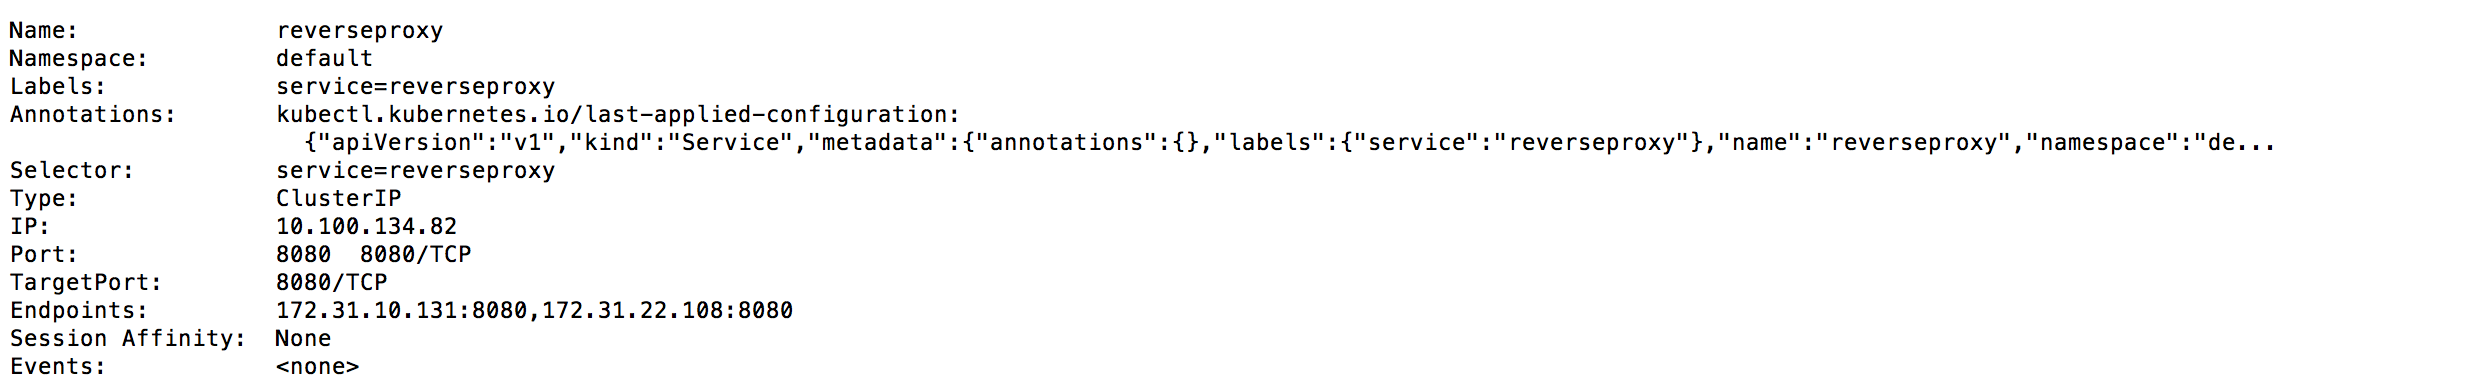 Name:              reverseproxy
Namespace:         default
Labels:            service=reverseproxy
Annotations:       kubectl.kubernetes.io/last-applied-configuration:
                     {"apiVersion":"v1","kind":"Service","metadata":{"annotations":{},"labels":{"service":"reverseproxy"},"name":"reverseproxy","namespace":"de...
Selector:          service=reverseproxy
Type:              ClusterIP
IP:                10.100.134.82
Port:              8080  8080/TCP
TargetPort:        8080/TCP
Endpoints:         172.31.10.131:8080,172.31.22.108:8080
Session Affinity:  None
Events:            <none>